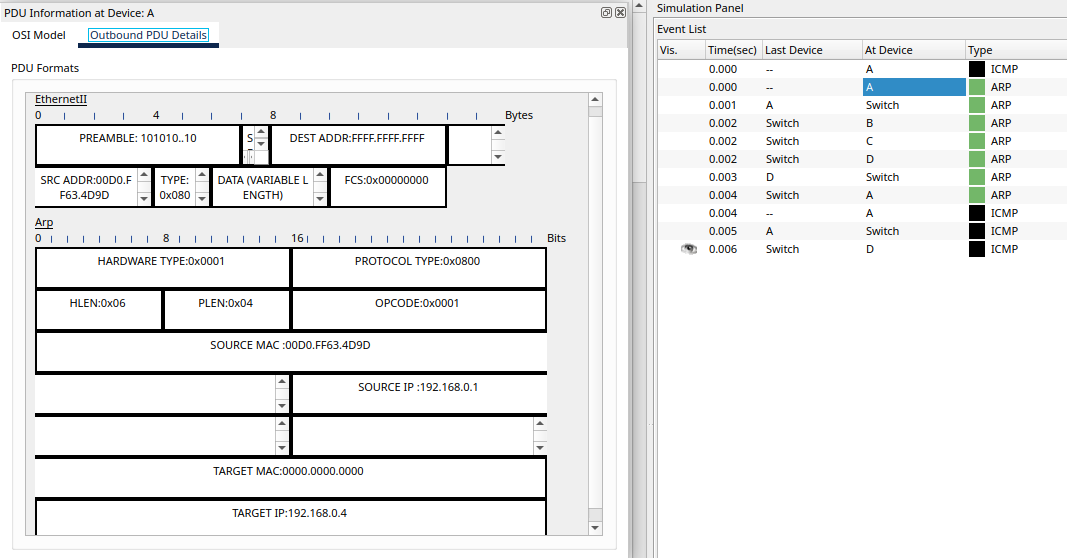 PDU Information at Device: A
OSI Model Outbound PDU Details
PDU Formats
EthernetII
0 4 8 Bytes
PREAMBLE: 101010..10 DEST ADDR:FFFF.FFFF.FFFF
SRC ADDR:00D0.F
F63.4D9D
TYPE:
0x080
DATA (VARIABLE L
ENGTH)
FCS:0x00000000
Arp
0 8 16 Bits
HARDWARE TYPE:0x0001 PROTOCOL TYPE:0x0800
HLEN:0x06 PLEN:0x04 OPCODE:0x0001
SOURCE MAC :00D0.FF63.4D9D
SOURCE IP :192.168.0.1
TARGET MAC:0000.0000.0000
TARGET IP:192.168.0.4
Simulation Panel
Event List
Vis. Time(sec) Last Device At Device Type
0.000 -- A ICMP
0.000 -- A ARP
0.001 A Switch ARP
0.002 Switch B ARP
0.002 Switch C ARP
0.002 Switch D ARP
0.003 D Switch ARP
0.004 Switch A ARP
0.004 -- A ICMP
0.005 A Switch ICMP
0.006 Switch D ICMP